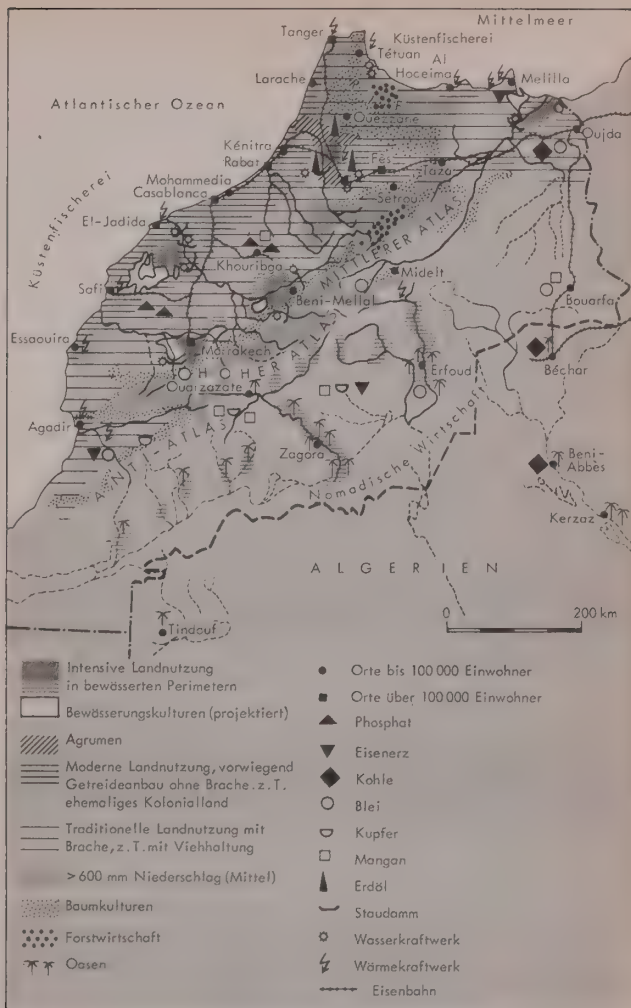 Mittelmeer
Tanger
Küstenfischerei
Tétuan
Al
Hoceima
Melilla
Larache
Atlantischer Ozean
Ouezzane
Oujda
Kénitra
Rabat
Fès
Taza
Mohammedia
Casablanca
Sefrou
El-Jadida
Küstenfischerei
MITTLERER ATLAS
Khouribga
Midelt
Safi
Beni-Mellal
Bouarfa
Essaouira
Marrakech
HOHER ATLAS
Erfoud
Béchar
Ouarzazate
Agadir
Zagora
Nomadische Wirtschaft
Beni-
Abbès
ANTI-ATLAS
Kerzaz
ALGERIEN
0 200 km
Tindouf
Intensive Landnutzung
in bewässerten Perimetern
Bewässerungskulturen (projektiert)
Agrumen
Moderne Landnutzung, vorwiegend
Getreideanbau ohne Brache. z.T.
ehemaliges Kolonialland
Traditionelle Landnutzung mit
Brache, z.T. mit Viehhaltung
>600 mm Niederschlag (Mittel)
Baumkulturen
Forstwirtschaft
Oasen
Orte bis 100 000 Einwohner
Orte über 100 000 Einwohner
Phosphat
Eisenerz
Kohle
Blei
Kupfer
Mangan
Erdöl
Staudamm
Wasserkraftwerk
Wärmekraftwerk
Eisenbahn